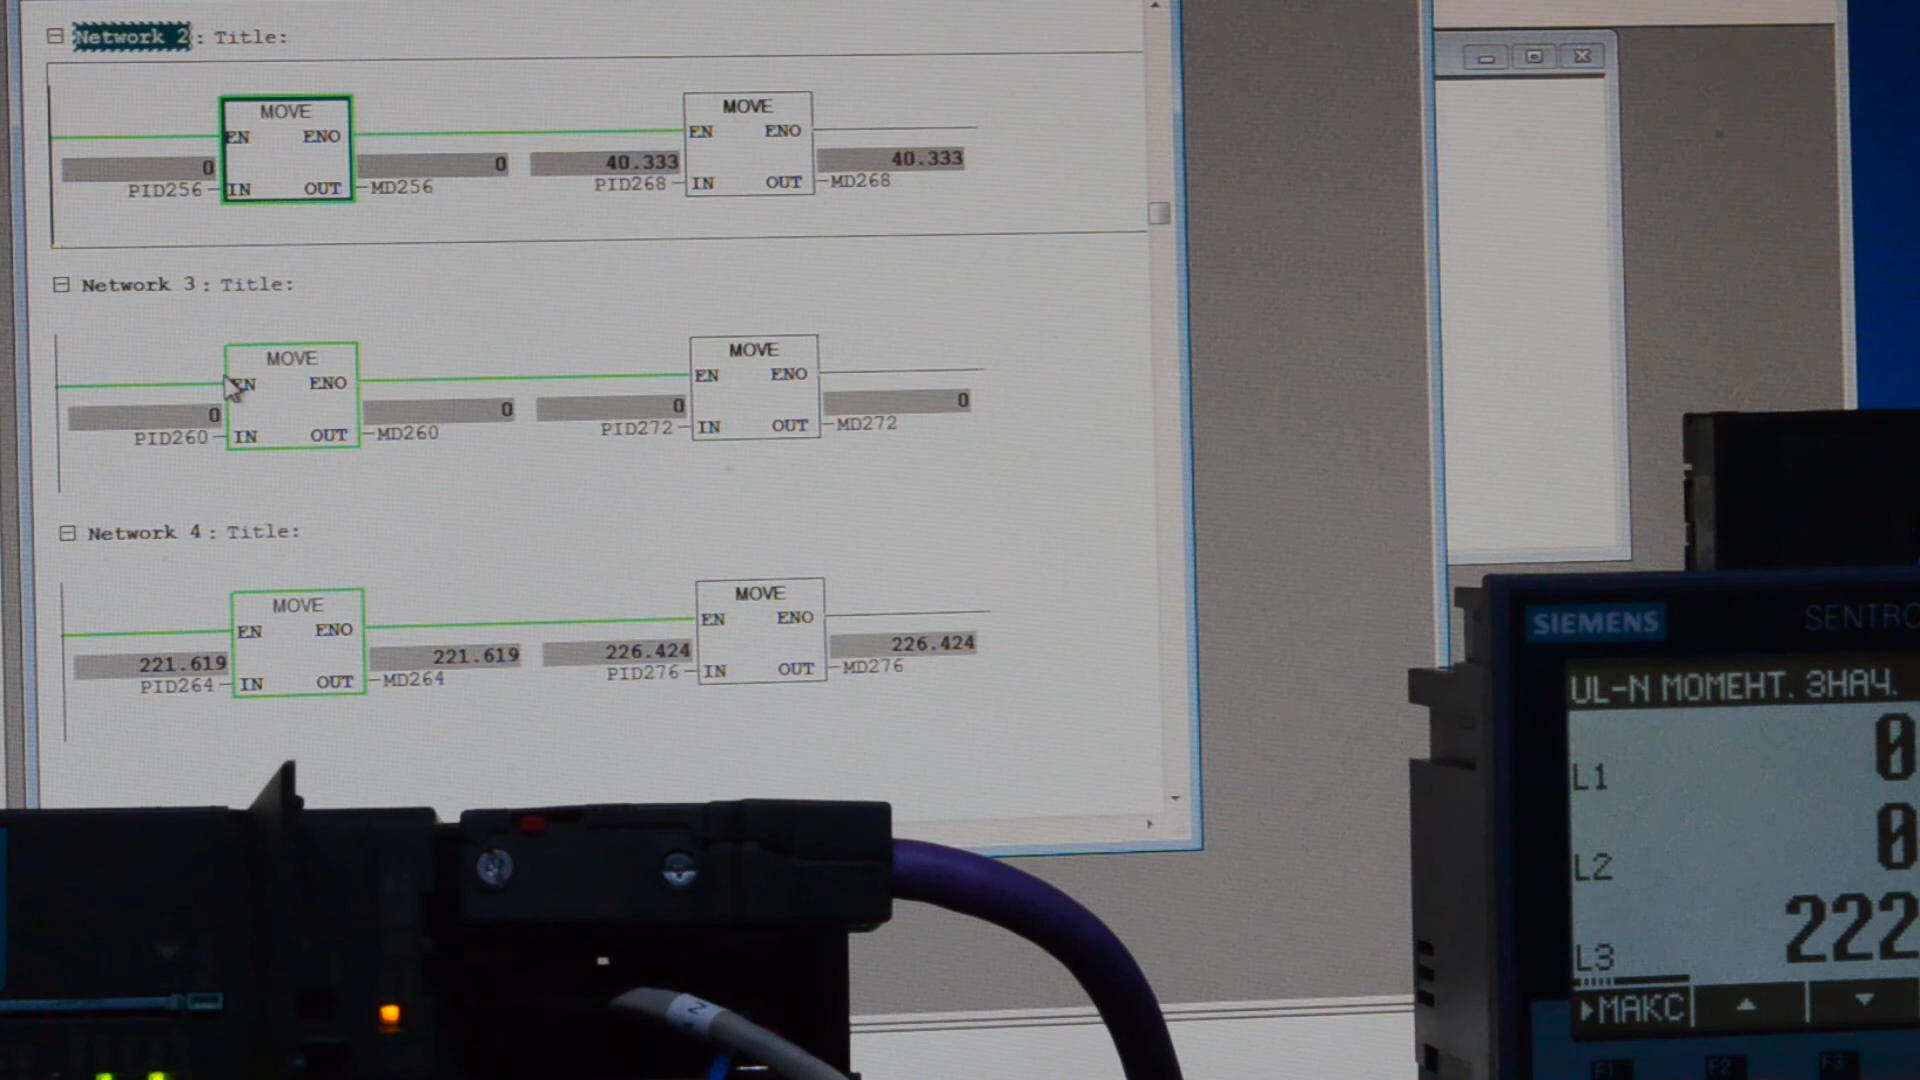 Network 2 : Title:
MOVE MOVE
EN ENO EN ENO
0 0 40.333 40.333
PID256 IN OUT MD256 PID268 IN OUT MD268
Network 3 : Title:
MOVE MOVE
EN ENO EN ENO
0 0 0 0
PID260 IN OUT MD260 PID272 IN OUT MD272
Network 4 : Title:
MOVE MOVE
EN ENO EN ENO
221.619 221.619 226.424 226.424
PID264 IN OUT MD264 PID276 IN OUT MD276
SIEMENS SENTRO
UL-N МОМЕНТ. ЗНАЧ.
L1 0
L2 0
L3 222
МАКС
F1 F2 F3